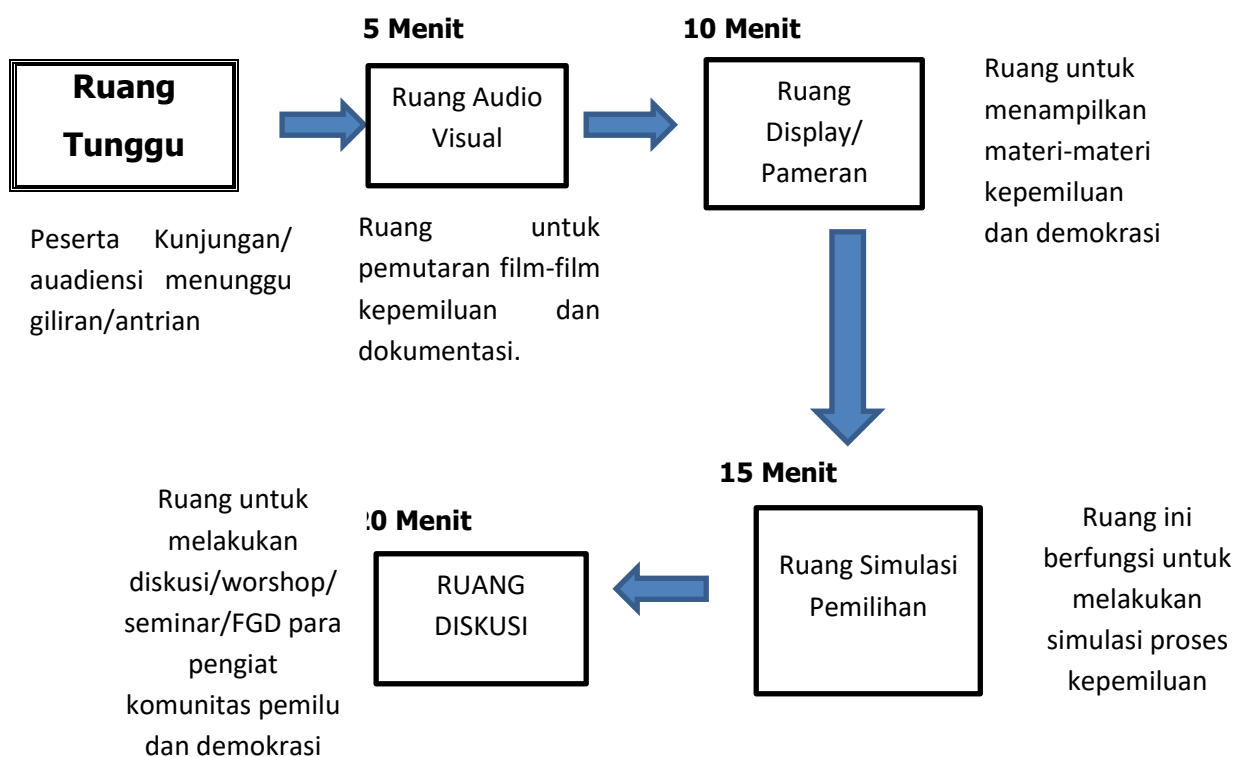 5 Menit
10 Menit
Ruang
Tunggu
Peserta Kunjungan/
auadiensi menunggu
giliran/antrian
Ruang Audio
Visual
Ruang untuk
pemutaran film-film
kepemiluan dan
dokumentasi.
Ruang
Display/
Pameran
Ruang untuk
menampilkan
materi-materi
kepemiluan
dan demokrasi
15 Menit
Ruang Simulasi
Pemilihan
Ruang ini
berfungsi untuk
melakukan
simulasi proses
kepemiluan
0 Menit
RUANG
DISKUSI
Ruang untuk
melakukan
diskusi/worshop/
seminar/FGD para
pengiat
komunitas pemilu
dan demokrasi